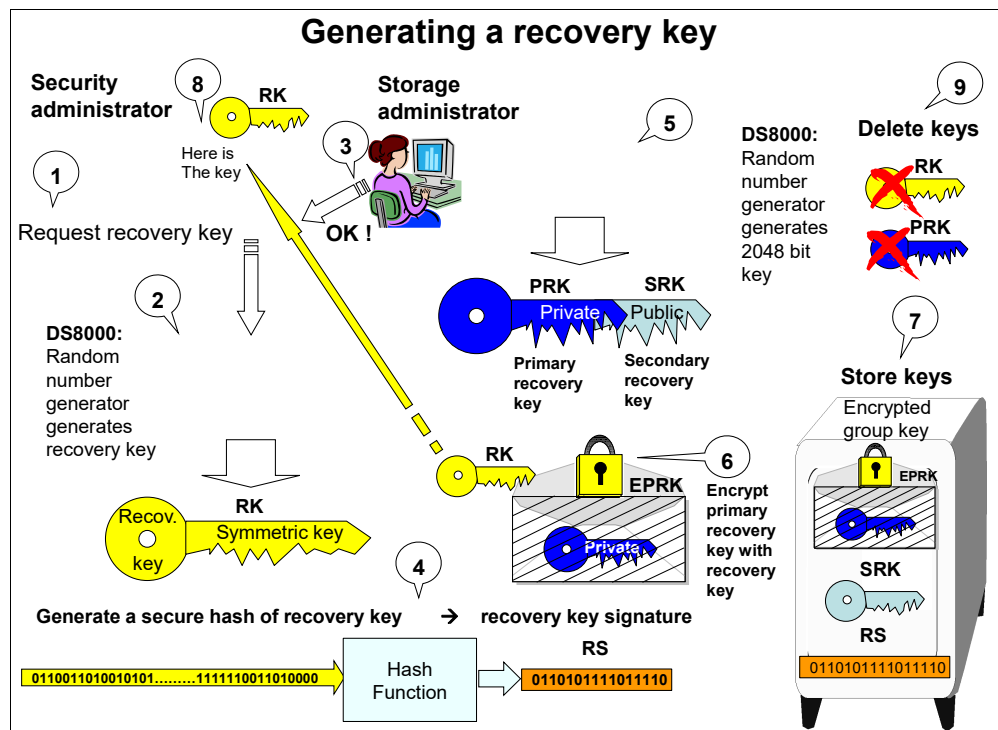 Generating a recovery key
Security
administrator
8
RK
Here is
The key
Storage
administrator
3
OK !
1
Request recovery key
2
DS8000:
Random
number
generator
generates
recovery key
RK
Recov.
key
Symmetric key
4
Generate a secure hash of recovery key → recovery key signature
RS
0110011010010101.........1111110011010000
Hash
Function
0110101111011110
5
DS8000:
Random
number
generator
generates
2048 bit
key
PRK
Private
SRK
Public
Primary
recovery
key
Secondary
recovery
key
RK
EPRK
Private
6
Encrypt
primary
recovery
key with
recovery
key
9
Delete keys
RK
PRK
7
Store keys
Encrypted
group key
EPRK
SRK
RS
0110101111011110